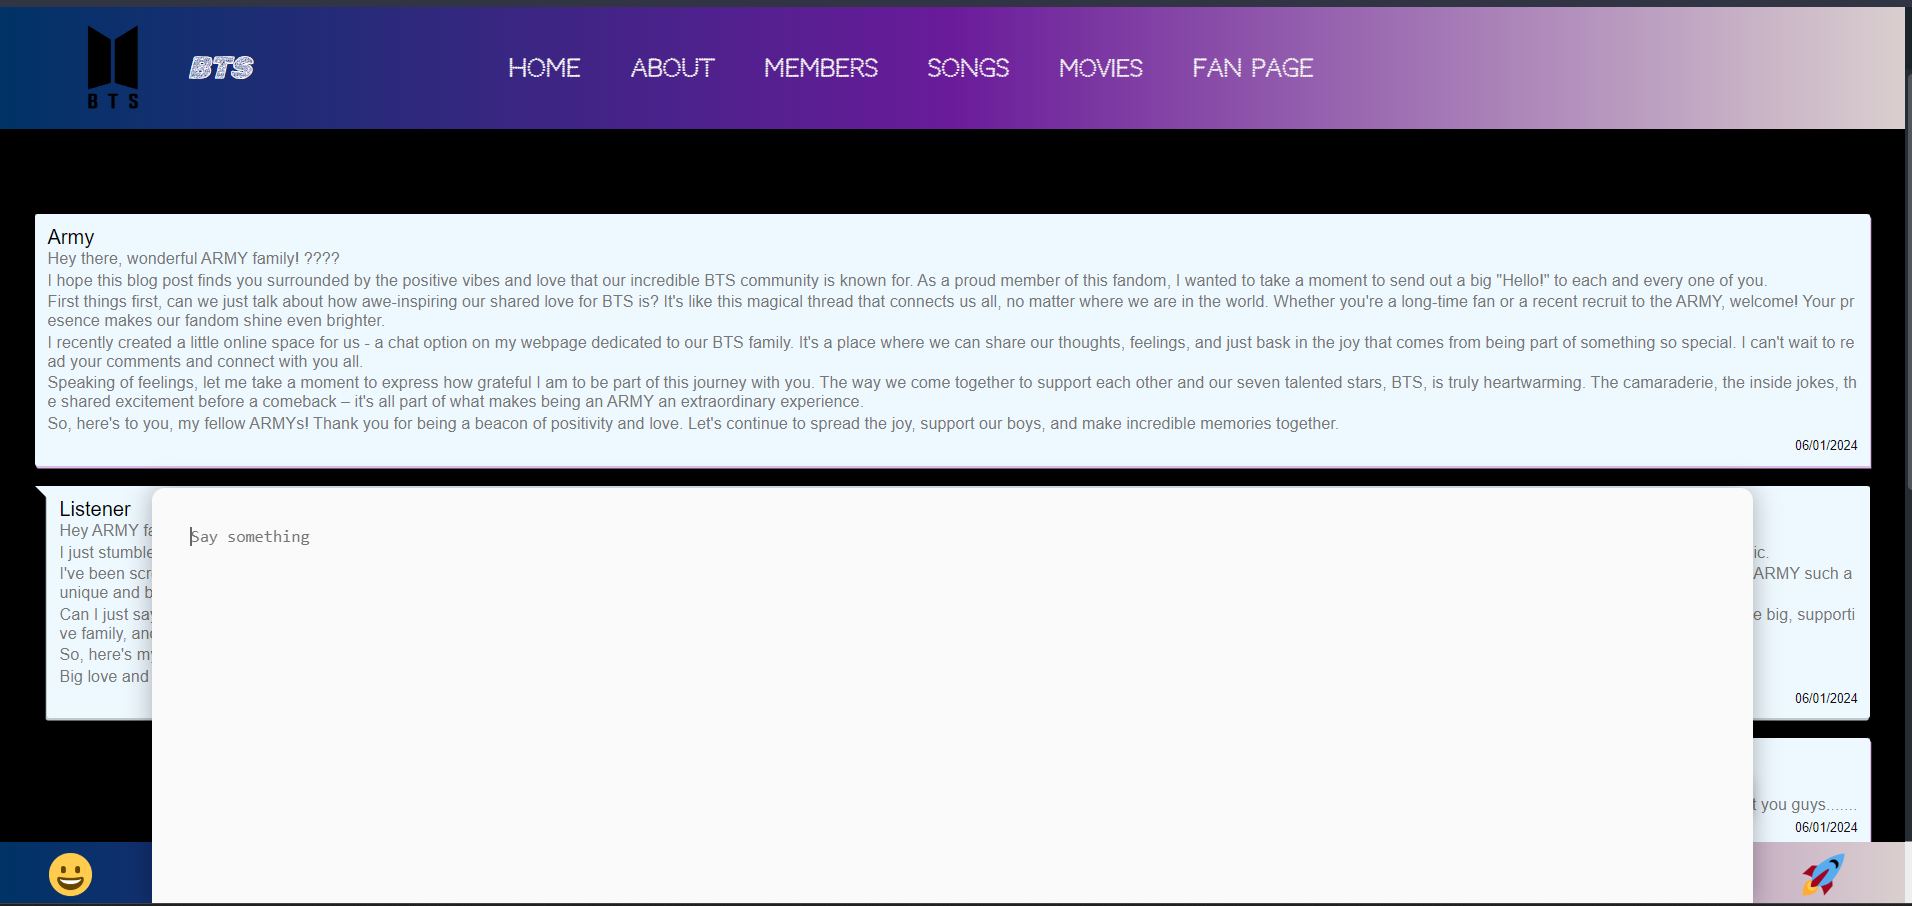 BTS
BTS
HOME ABOUT MEMBERS SONGS MOVIES FAN PAGE
Army
Hey there, wonderful ARMY family! ????
I hope this blog post finds you surrounded by the positive vibes and love that our incredible BTS community is known for. As a proud member of this fandom, I wanted to take a moment to send out a big "Hello!" to each and every one of you.
First things first, can we just talk about how awe-inspiring our shared love for BTS is? It's like this magical thread that connects us all, no matter where we are in the world. Whether you're a long-time fan or a recent recruit to the ARMY, welcome! Your pr
esence makes our fandom shine even brighter.
I recently created a little online space for us - a chat option on my webpage dedicated to our BTS family. It's a place where we can share our thoughts, feelings, and just bask in the joy that comes from being part of something so special. I can't wait to re
ad your comments and connect with you all.
Speaking of feelings, let me take a moment to express how grateful I am to be part of this journey with you. The way we come together to support each other and our seven talented stars, BTS, is truly heartwarming. The camaraderie, the inside jokes, th
e shared excitement before a comeback – it's all part of what makes being an ARMY an extraordinary experience.
So, here's to you, my fellow ARMYs! Thank you for being a beacon of positivity and love. Let's continue to spread the joy, support our boys, and make incredible memories together.
06/01/2024
Listener
Hey ARMY fa
Say something
I just stumble ic.
I've been scr ARMY such a
unique and b
Can I just say e big, supporti
ve family, and
So, here's my
Big love and
06/01/2024
t you guys.......
06/01/2024